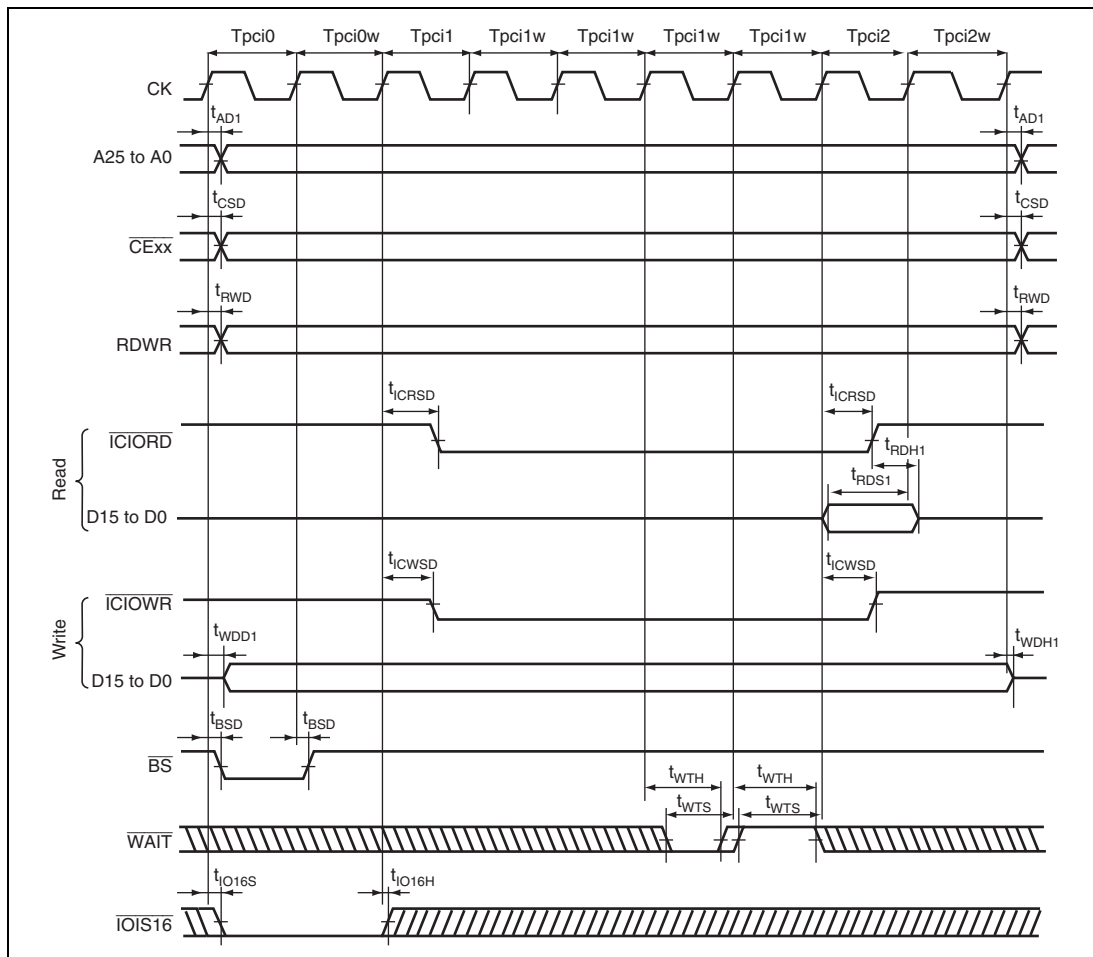 Tpci0 Tpci0w Tpci1 Tpci1w Tpci1w Tpci1w Tpci1w Tpci2 Tpci2w
CK
tAD1 tAD1
A25 to A0
tCSD tCSD
CExx
tRWD tRWD
RDWR
tICRSD tICRSD
ICIORD
tRDH1
Read
tRDS1
D15 to D0
tICWSD tICWSD
ICIOWR
Write
tWDD1 tWDH1
D15 to D0
tBSD tBSD
BS
tWTH tWTH
tWTS tWTS
WAIT
tIO16S tIO16H
IOIS16